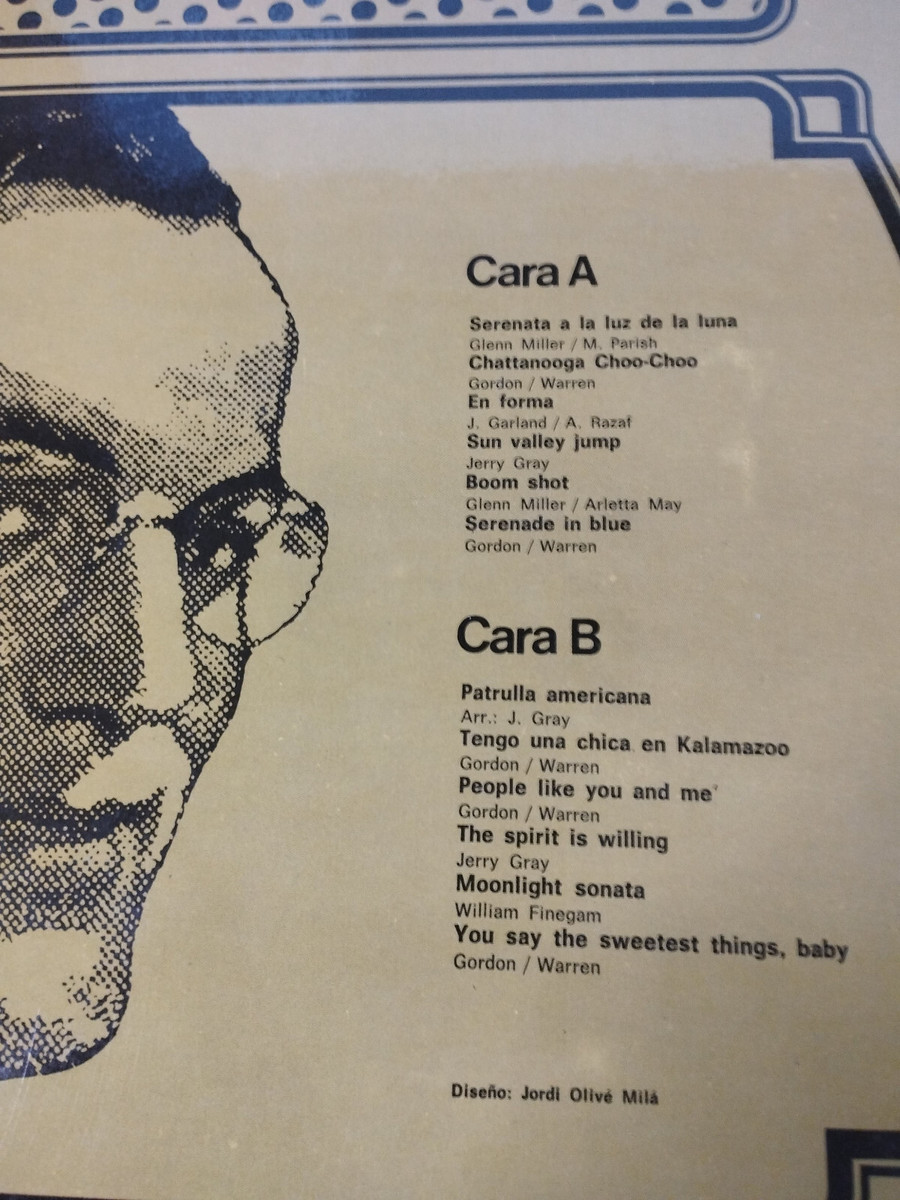 Cara A
Serenata a la luz de la luna
Glenn Miller / M. Parish
Chattanooga Choo-Choo
Gordon / Warren
En forma
J. Garland / A. Razaf
Sun valley jump
Jerry Gray
Boom shot
Glenn Miller / Arletta May
Serenade in blue
Gordon / Warren
Cara B
Patrulla americana
Arr.: J. Gray
Tengo una chica en Kalamazoo
Gordon / Warren
People like you and me
Gordon / Warren
The spirit is willing
Jerry Gray
Moonlight sonata
William Finegam
You say the sweetest things, baby
Gordon / Warren
Diseño: Jordi Olivé Milá